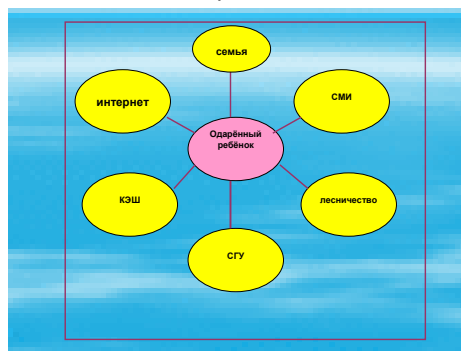 семья
интернет
СМИ
Одарённый
ребёнок
КЭШ
лесничество
СГУ